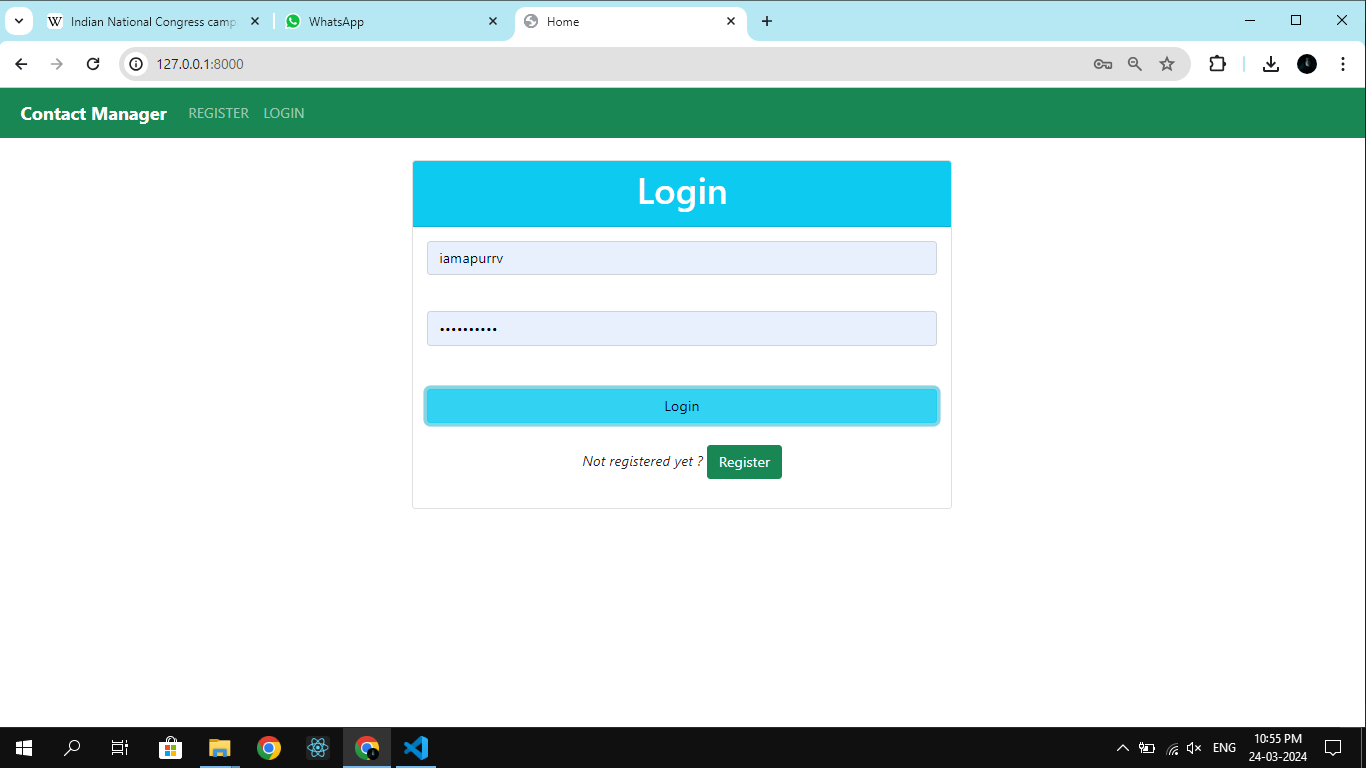 Indian National Congress camp
WhatsApp
Home
127.0.0.1:8000
Contact Manager
REGISTER
LOGIN
Login
iamapurrv
••••••••••
Login
Not registered yet ? Register
ENG
10:55 PM
24-03-2024